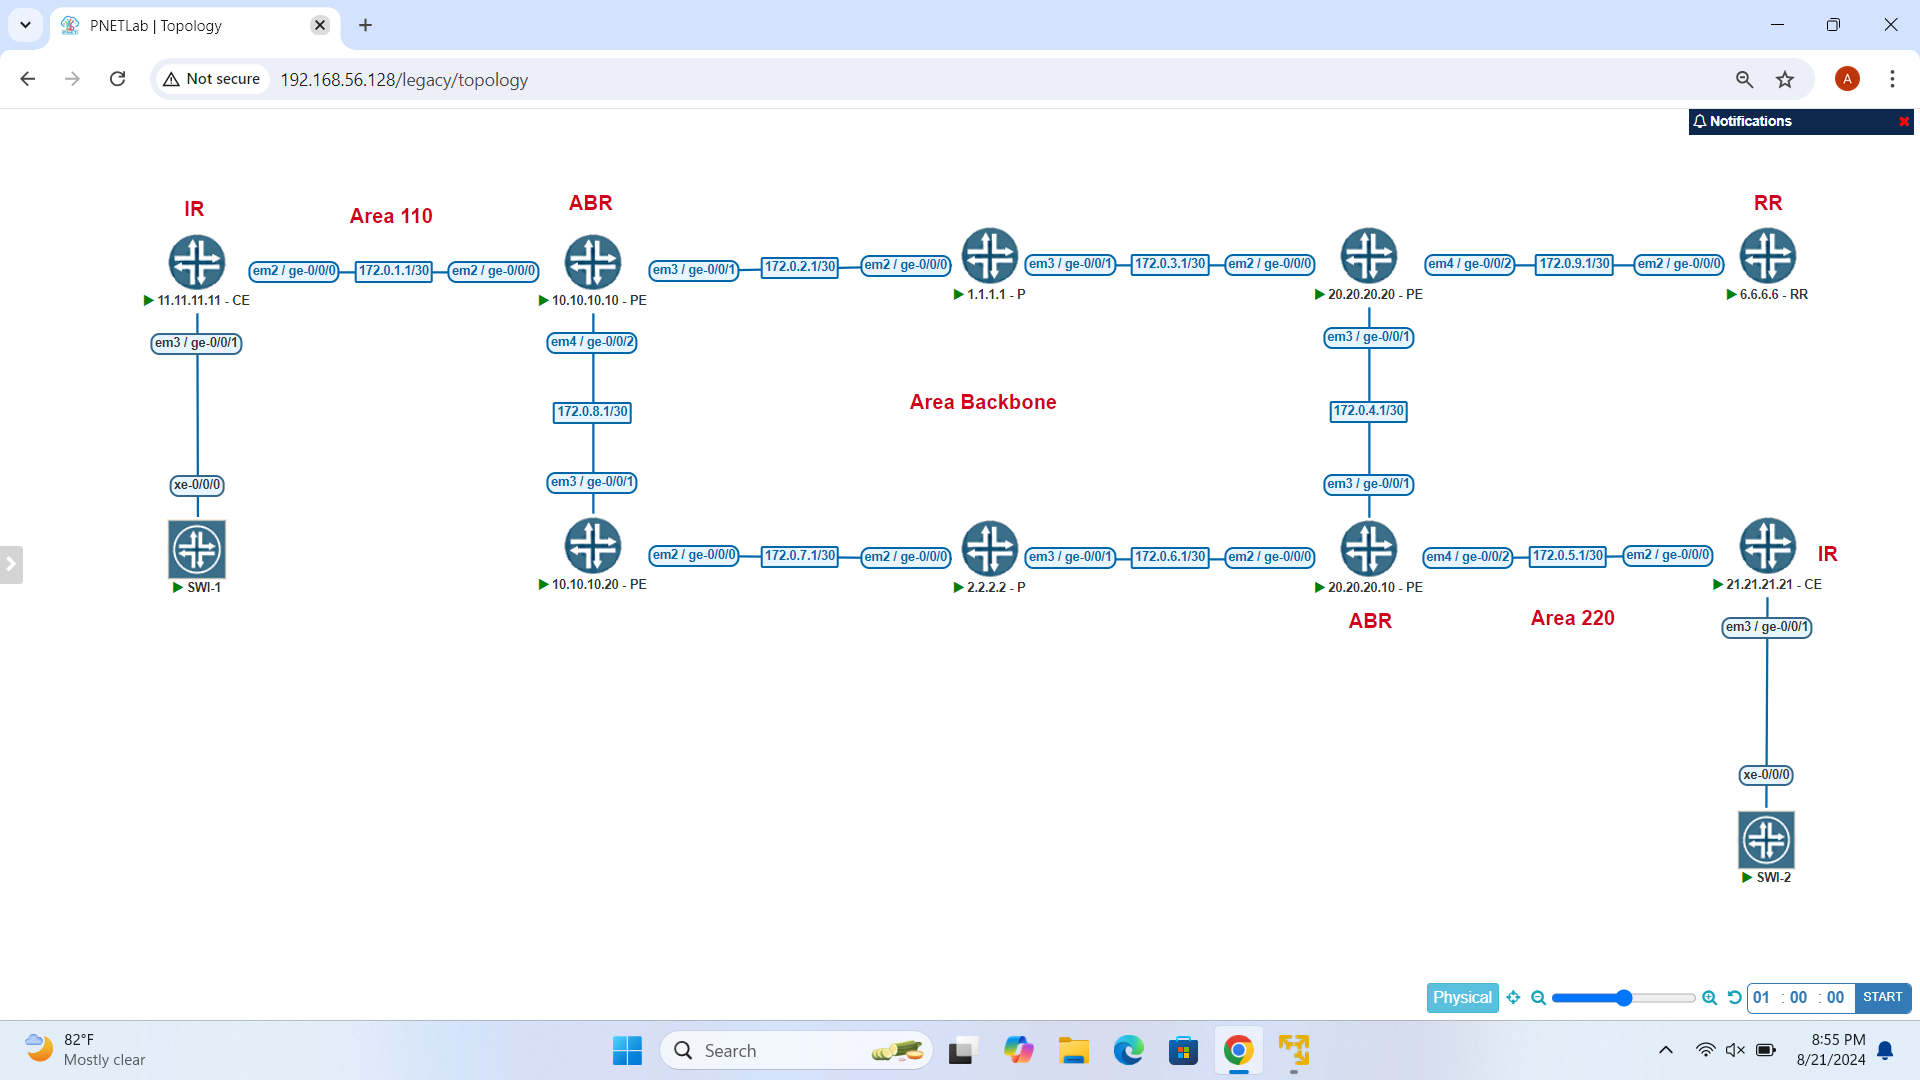 PNETLab | Topology
Not secure
192.168.56.128/legacy/topology
A
Notifications
IR
Area 110
ABR
RR
em2 / ge-0/0/0
172.0.1.1/30
em2 / ge-0/0/0
em3 / ge-0/0/1
172.0.2.1/30
em2 / ge-0/0/0
em3 / ge-0/0/1
172.0.3.1/30
em2 / ge-0/0/0
em4 / ge-0/0/2
172.0.9.1/30
em2 / ge-0/0/0
11.11.11.11 - CE
10.10.10.10 - PE
1.1.1.1 - P
20.20.20.20 - PE
6.6.6.6 - RR
em3 / ge-0/0/1
em4 / ge-0/0/2
em3 / ge-0/0/1
172.0.8.1/30
Area Backbone
172.0.4.1/30
xe-0/0/0
em3 / ge-0/0/1
em3 / ge-0/0/1
em2 / ge-0/0/0
172.0.7.1/30
em2 / ge-0/0/0
em3 / ge-0/0/1
172.0.6.1/30
em2 / ge-0/0/0
em4 / ge-0/0/2
172.0.5.1/30
em2 / ge-0/0/0
IR
SWI-1
10.10.10.20 - PE
2.2.2.2 - P
20.20.20.10 - PE
21.21.21.21 - CE
ABR
Area 220
em3 / ge-0/0/1
xe-0/0/0
SWI-2
Physical
01 : 00 : 00
START
82°F
Mostly clear
Search
8:55 PM
8/21/2024